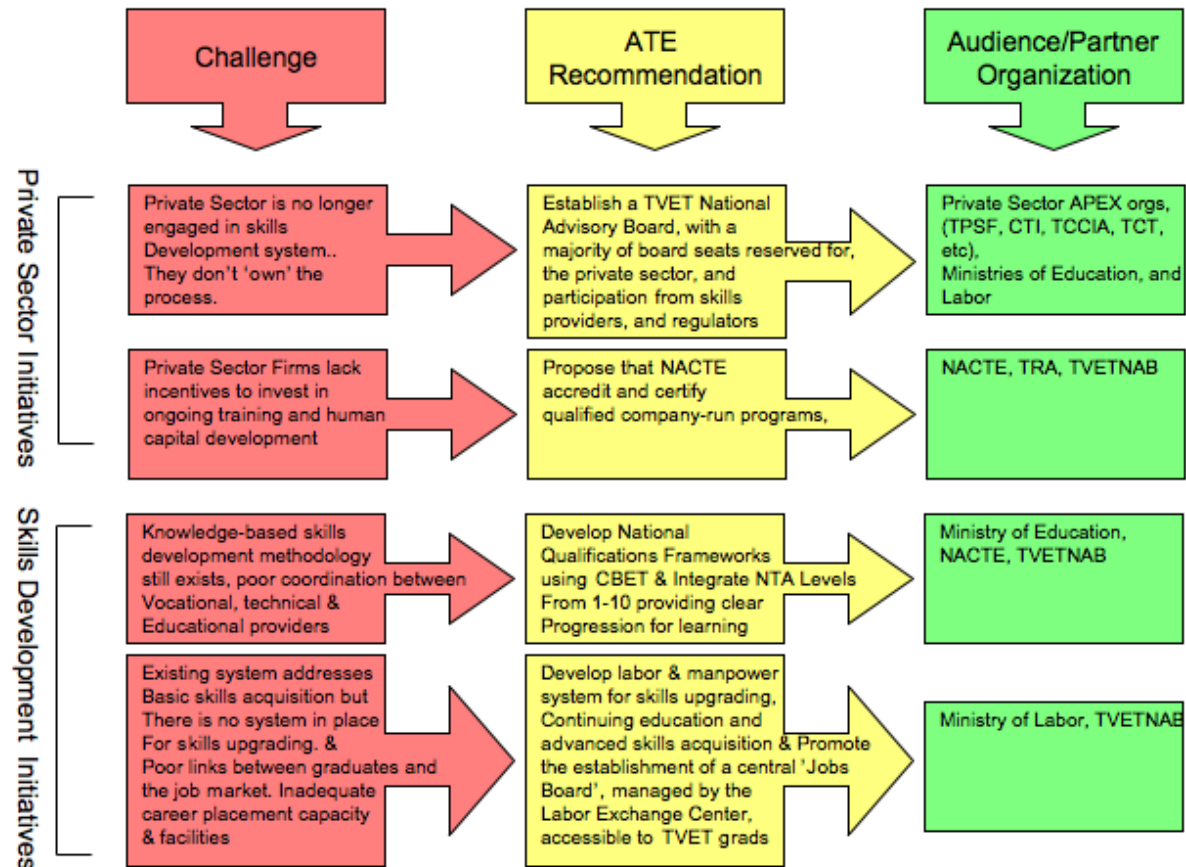 Challenge
ATE
Recommendation
Audience/Partner
Organization
Private Sector Initiatives
Private Sector is no longer
engaged in skills
Development system..
They don't 'own' the
process.
Establish a TVET National
Advisory Board, with a
majority of board seats reserved for,
the private sector, and
participation from skills
providers, and regulators
Private Sector APEX orgs,
(TPSF, CTI, TCCIA, TCT,
etc),
Ministries of Education, and
Labor
Private Sector Firms lack
incentives to invest in
ongoing training and human
capital development
Propose that NACTE
accredit and certify
qualified company-run programs,
NACTE, TRA, TVETNAB
Skills Development Initiatives
Knowledge-based skills
development methodology
still exists, poor coordination between
Vocational, technical &
Educational providers
Develop National
Qualifications Frameworks
using CBET & Integrate NTA Levels
From 1-10 providing clear
Progression for learning
Ministry of Education,
NACTE, TVETNAB
Existing system addresses
Basic skills acquisition but
There is no system in place
For skills upgrading. &
Poor links between graduates and
the job market. Inadequate
career placement capacity
& facilities
Develop labor & manpower
system for skills upgrading,
Continuing education and
advanced skills acquisition & Promote
the establishment of a central 'Jobs
Board', managed by the
Labor Exchange Center,
accessible to TVET grads
Ministry of Labor, TVETNAB